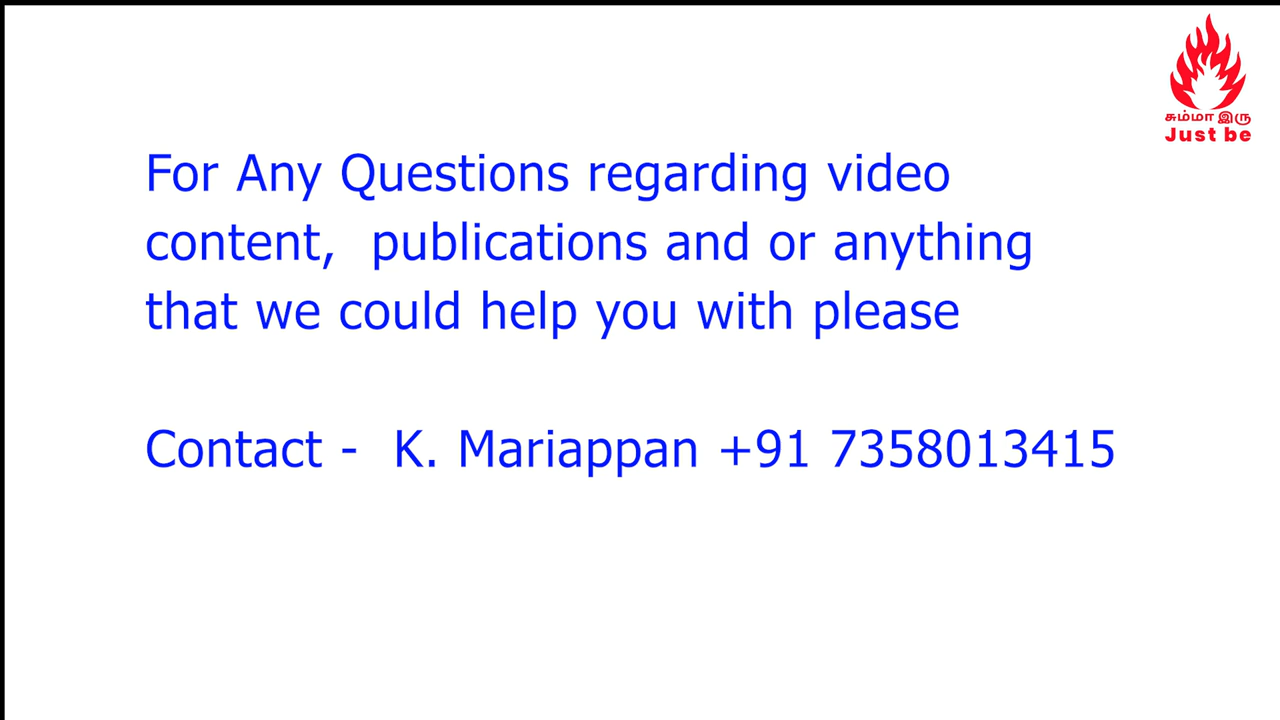 சும்மா இரு
Just be
For Any Questions regarding video
content, publications and or anything
that we could help you with please
Contact - K. Mariappan +91 7358013415